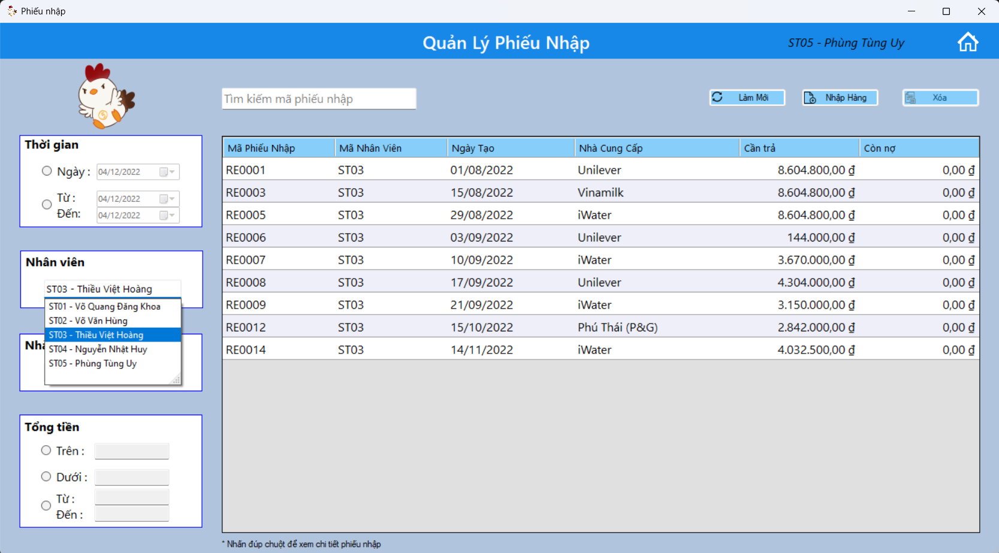 Phiếu nhập
Quản Lý Phiếu Nhập
ST05 - Phùng Tùng Uy
Tìm kiếm mã phiếu nhập
Làm Mới
Nhập Hàng
Xóa
Thời gian
Ngày : 04/12/2022
Từ : 04/12/2022
Đến: 04/12/2022
Nhân viên
ST03 - Thiều Việt Hoàng
ST01 - Võ Quang Đăng Khoa
ST02 - Võ Văn Hùng
ST03 - Thiều Việt Hoàng
ST04 - Nguyễn Nhật Huy
ST05 - Phùng Tùng Uy
Tổng tiền
Trên :
Dưới :
Từ :
Đến :
Mã Phiếu Nhập Mã Nhân Viên Ngày Tạo Nhà Cung Cấp Cần trả Còn nợ
RE0001 ST03 01/08/2022 Unilever 8.604.800,00 ₫ 0,00 ₫
RE0003 ST03 15/08/2022 Vinamilk 8.604.800,00 ₫ 0,00 ₫
RE0005 ST03 29/08/2022 iWater 8.604.800,00 ₫ 0,00 ₫
RE0006 ST03 03/09/2022 Unilever 144.000,00 ₫ 0,00 ₫
RE0007 ST03 10/09/2022 iWater 3.670.000,00 ₫ 0,00 ₫
RE0008 ST03 17/09/2022 Unilever 4.304.000,00 ₫ 0,00 ₫
RE0009 ST03 21/09/2022 iWater 3.150.000,00 ₫ 0,00 ₫
RE0012 ST03 15/10/2022 Phú Thái (P&G) 2.842.000,00 ₫ 0,00 ₫
RE0014 ST03 14/11/2022 iWater 4.032.500,00 ₫ 0,00 ₫
* Nhấn đúp chuột để xem chi tiết phiếu nhập